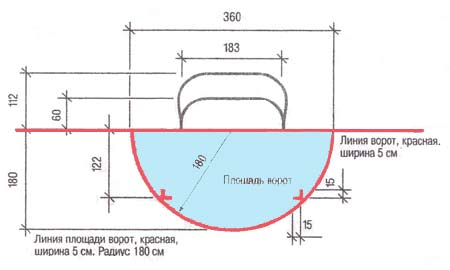 360
183
112
60
122
180
180
Площадь ворот
Линия ворот, красная.
ширина 5 см
15
15
Линия площади ворот, красная,
ширина 5 см. Радиус 180 см